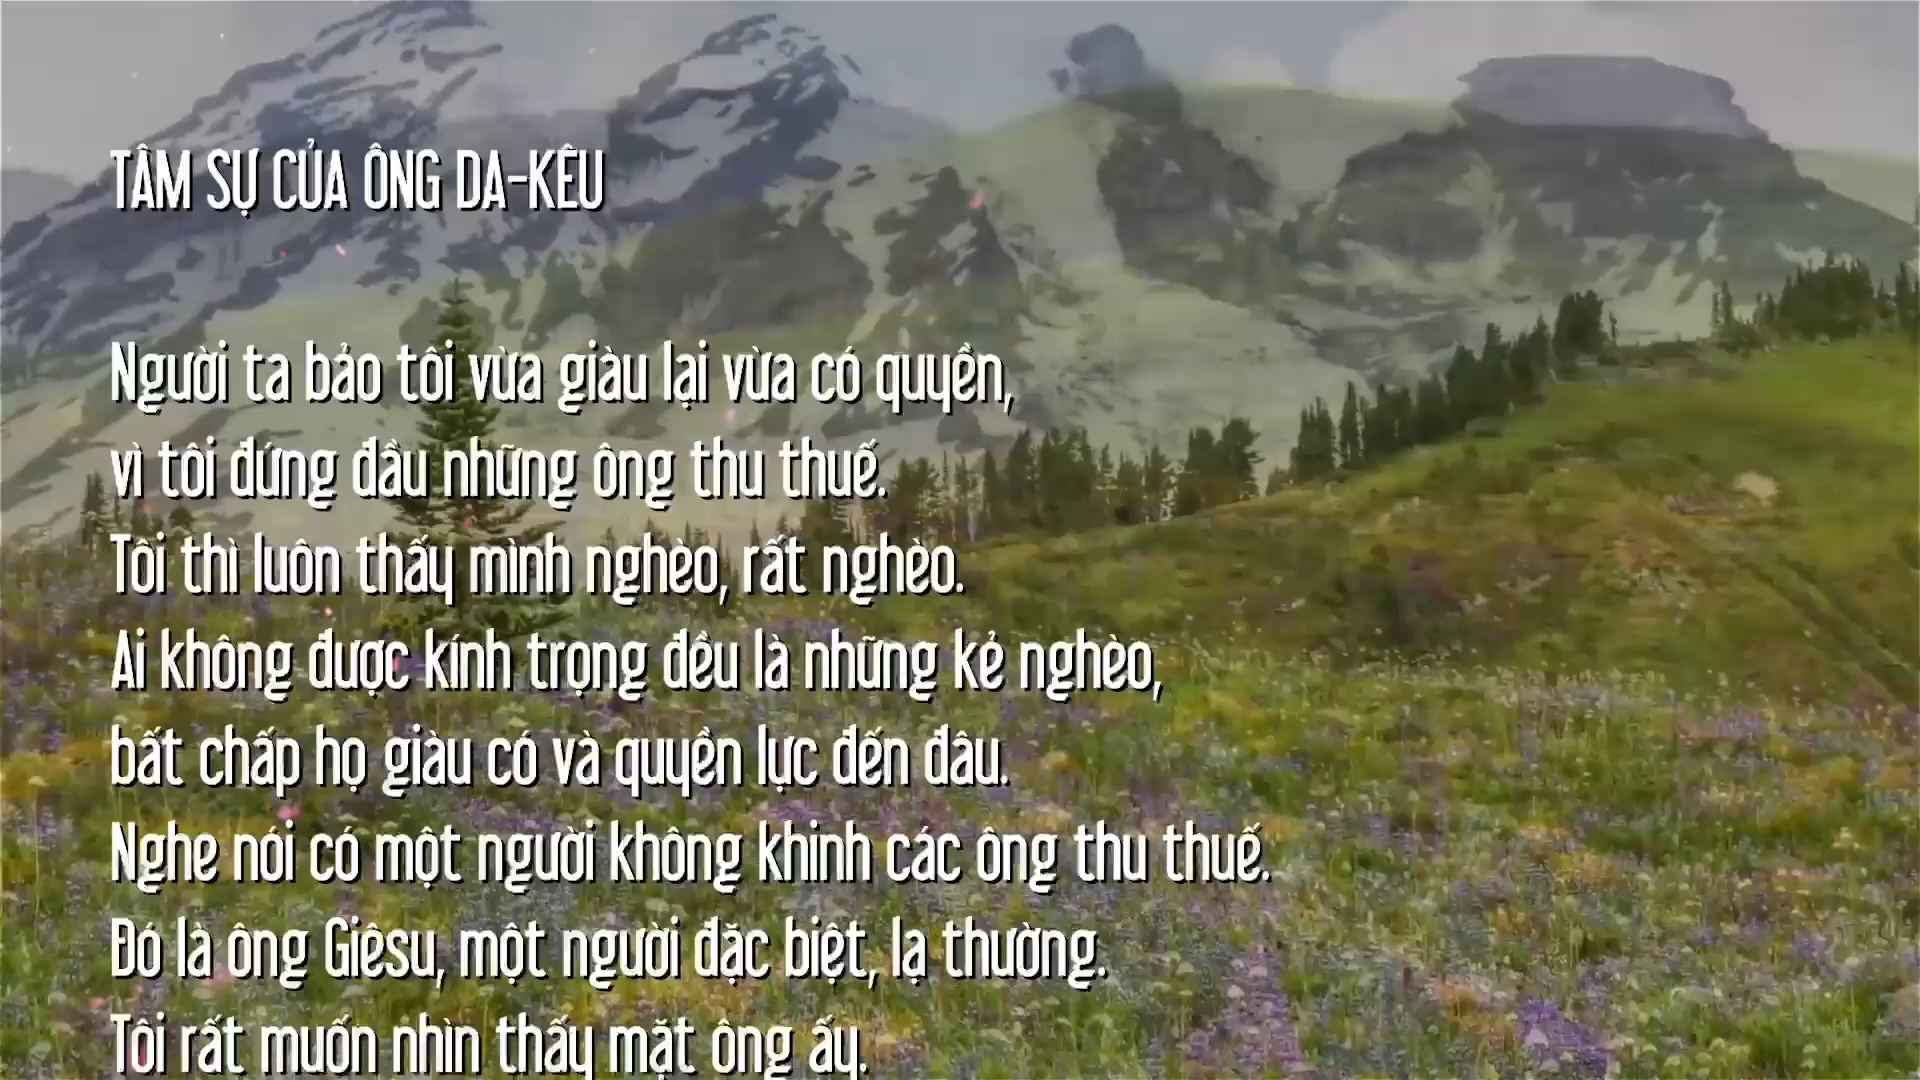 TÂM SỰ CỦA ÔNG DA-KÊU
Người ta bảo tôi vừa giàu lại vừa có quyền,
vì tôi đứng đầu những ông thu thuế.
Tôi thì luôn thấy mình nghèo, rất nghèo.
Ai không được kính trọng đều là những kẻ nghèo,
bất chấp họ giàu có và quyền lực đến đâu.
Nghe nói có một người không khinh các ông thu thuế.
Đó là ông Giêsu, một người đặc biệt, lạ thường.
Tôi rất muốn nhìn thấy mặt ông ấy.